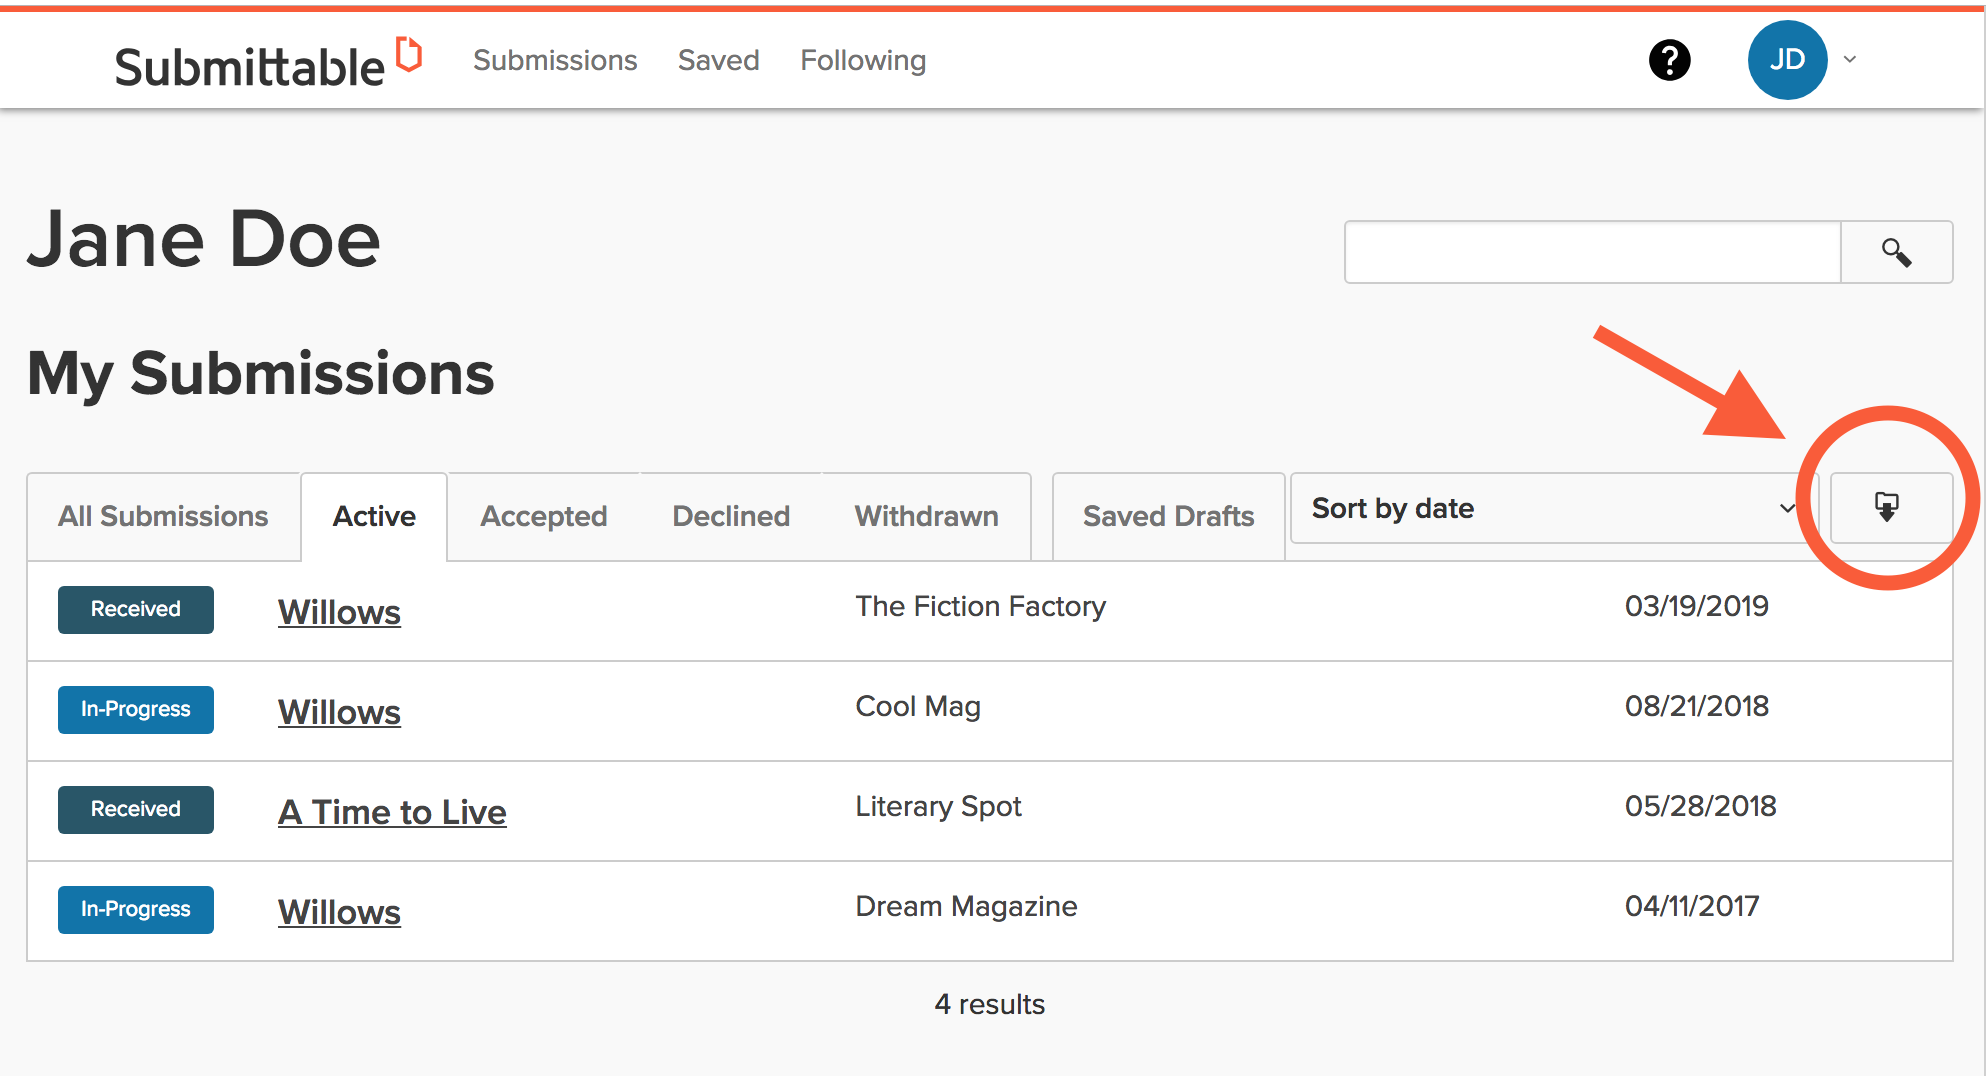 Submittable Submissions Saved Following ? JD
Jane Doe
My Submissions
All Submissions Active Accepted Declined Withdrawn Saved Drafts Sort by date
Received Willows The Fiction Factory 03/19/2019
In-Progress Willows Cool Mag 08/21/2018
Received A Time to Live Literary Spot 05/28/2018
In-Progress Willows Dream Magazine 04/11/2017
4 results